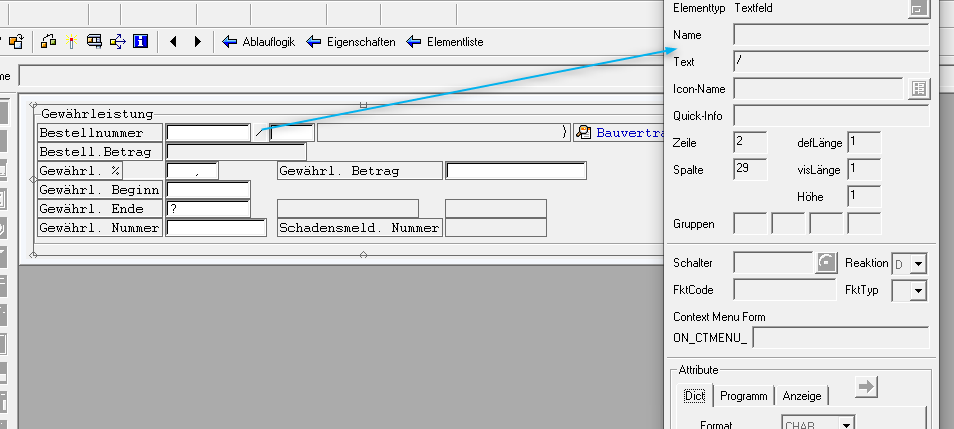 Elementtyp Textfeld
Name
Text /
Icon-Name
Quick-Info
Zeile 2 defLänge 1
Spalte 29 visLänge 1
Höhe 1
Gruppen
Schalter Reaktion D
FktCode FktTyp
Context Menu Form
ON_CTMENU_
Attribute
Dict Programm Anzeige
Format CHAR
Ablauflogik Eigenschaften Elementliste
me
Gewährleistung
Bestellnummer / } Bauvertra
Bestell.Betrag
Gewährl. % , Gewährl. Betrag
Gewährl. Beginn
Gewährl. Ende ?
Gewährl. Nummer Schadensmeld. Nummer